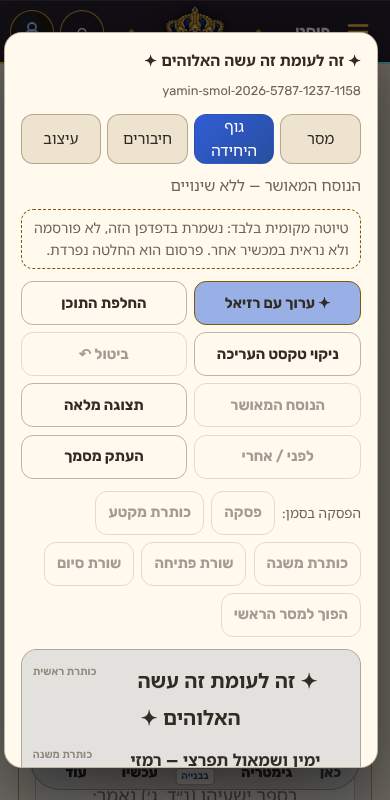 פוסט
✦ זה לעומת זה עשה האלוהים ✦
yamin-smol-2026-5787-1237-1158
מסר
גוף היחידה
חיבורים
עיצוב
הנוסח המאושר – ללא שינויים
טיוטה מקומית בלבד: נשמרת בדפדפן הזה, לא פורסמה
ולא נראית במכשיר אחר. פרסום הוא החלטה נפרדת.
✦ ערוך עם רזיאל
החלפת התוכן
ניקוי טקסט העריכה
ביטול ↶
הנוסח המאושר
תצוגה מלאה
לפני / אחרי
העתק מסמך
הפסקה בסמן:
פסקה
כותרת מקטע
כותרת משנה
שורת פתיחה
שורת סיום
הפוך למסר הראשי
✦ זה לעומת זה עשה
כותרת ראשית
האלוהים ✦
ימין ושמאול תפרצי – רמזי
כותרת משנה
כאן
גימטריה
בבנייה
עכשיו
עוד